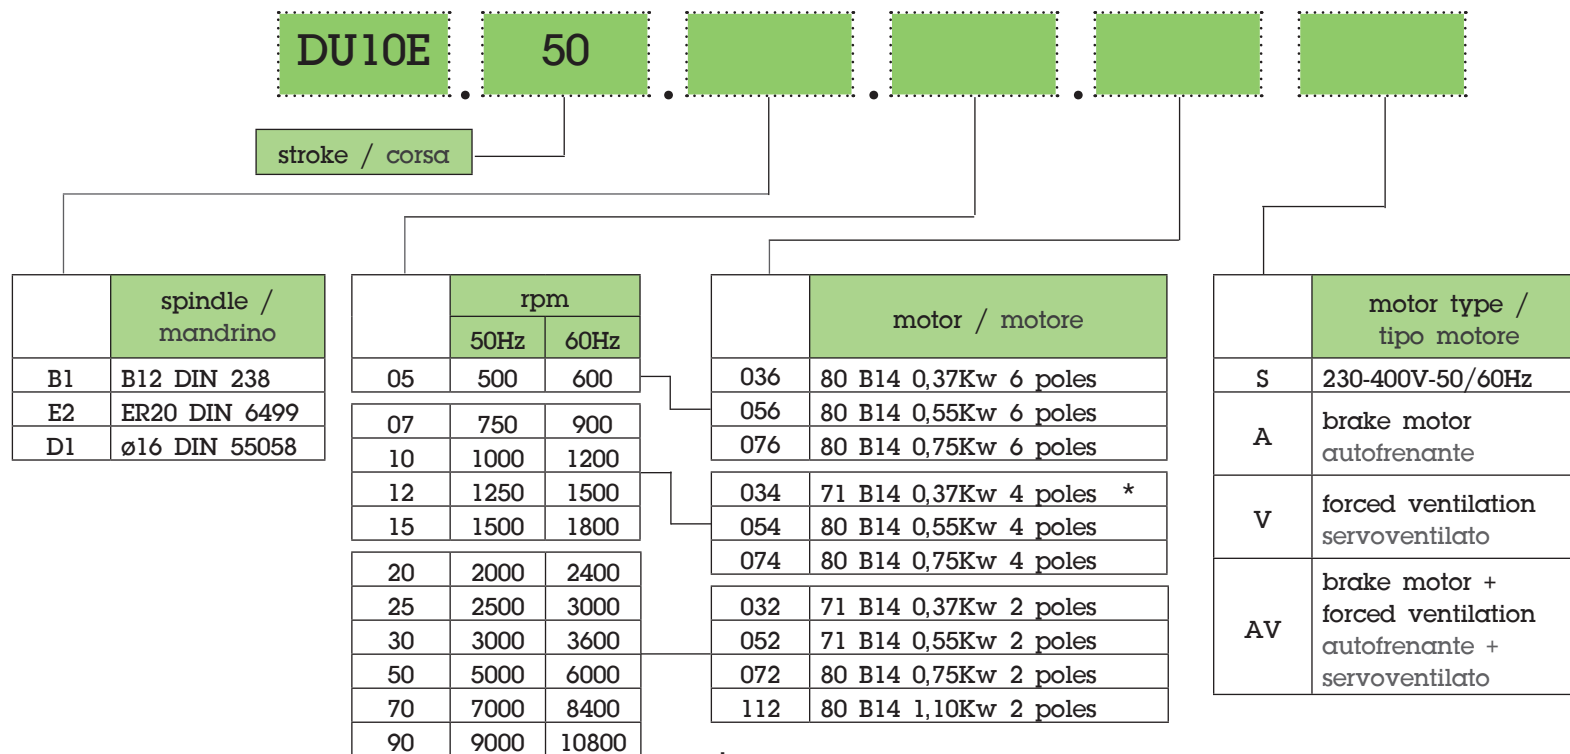 DU10E . 50 . . .
stroke / corsa
spindle /
mandrino
B1 B12 DIN 238
E2 ER20 DIN 6499
D1 ø16 DIN 55058
rpm
50Hz 60Hz
05 500 600
07 750 900
10 1000 1200
12 1250 1500
15 1500 1800
20 2000 2400
25 2500 3000
30 3000 3600
50 5000 6000
70 7000 8400
90 9000 10800
motor / motore
036 80 B14 0,37Kw 6 poles
056 80 B14 0,55Kw 6 poles
076 80 B14 0,75Kw 6 poles
034 71 B14 0,37Kw 4 poles *
054 80 B14 0,55Kw 4 poles
074 80 B14 0,75Kw 4 poles
032 71 B14 0,37Kw 2 poles
052 71 B14 0,55Kw 2 poles
072 80 B14 0,75Kw 2 poles
112 80 B14 1,10Kw 2 poles
motor type /
tipo motore
S 230-400V-50/60Hz
A brake motor
autofrenante
V forced ventilation
servoventilato
AV brake motor +
forced ventilation
autofrenante +
servoventilato